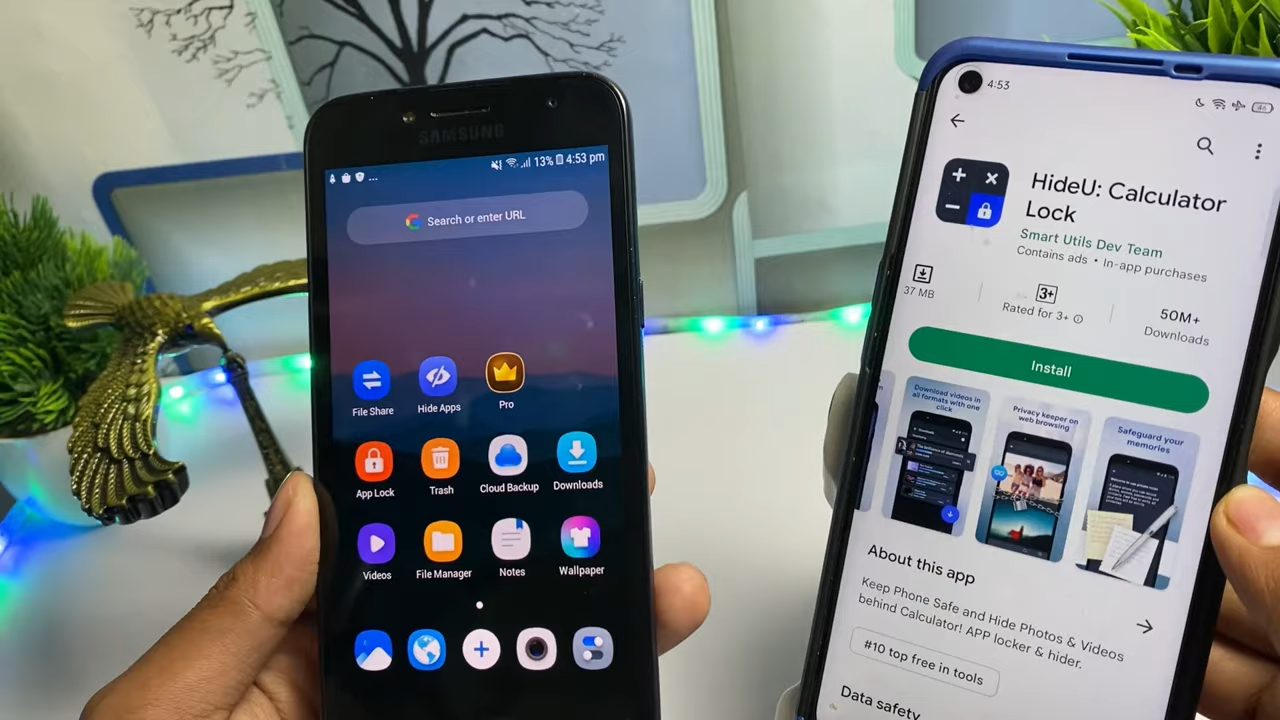 SAMSUNG
13% 4:53 pm
Search or enter URL
File Share
Hide Apps
Pro
App Lock
Trash
Cloud Backup
Downloads
Videos
File Manager
Notes
Wallpaper
4:53
HideU: Calculator
Lock
Smart Utils Dev Team
Contains ads • In-app purchases
37 MB
3+
Rated for 3+
50M+
Downloads
Install
Download videos in
all formats with one
click
Privacy keeper on
web browsing
Safeguard your
memories
About this app
Keep Phone Safe and Hide Photos & Videos
behind Calculator! APP locker & hider.
#10 top free in tools
Data safety